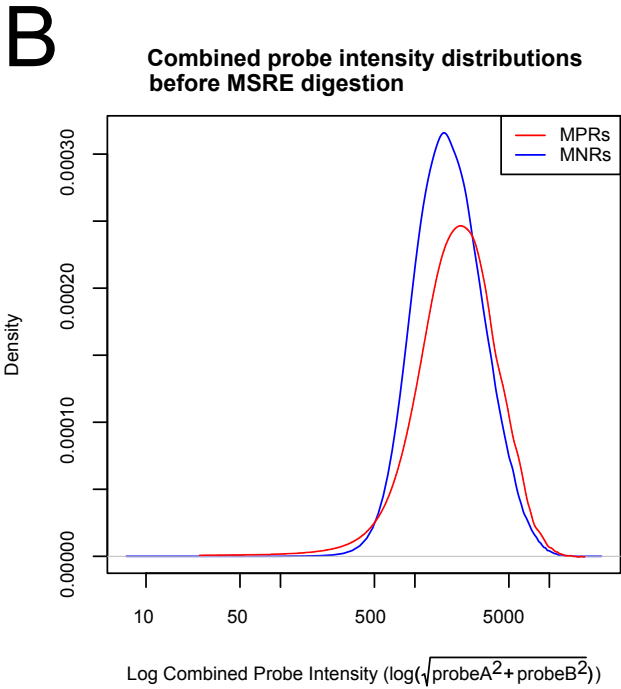 B
Combined probe intensity distributions
before MSRE digestion
MPRs
MNRs
Density
0.00030
0.00020
0.00010
0.00000
10 50 500 5000
Log Combined Probe Intensity (log(√probeA²+probeB²))